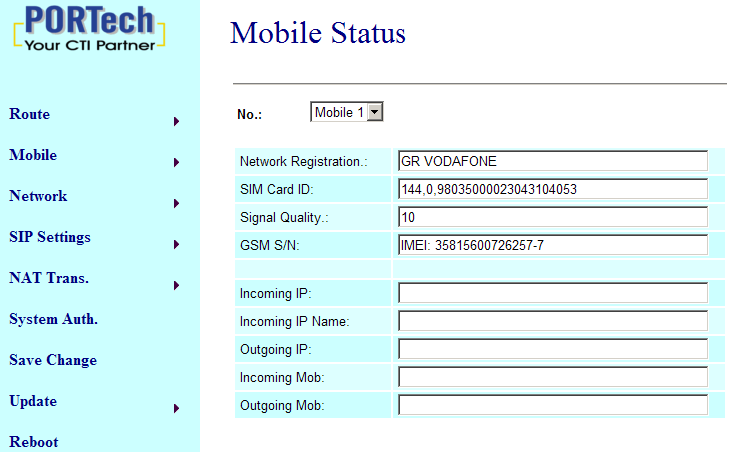 PORTech
Your CTI Partner
Mobile Status
Route
Mobile
Network
SIP Settings
NAT Trans.
System Auth.
Save Change
Update
Reboot
No.: Mobile 1
Network Registration.: GR VODAFONE
SIM Card ID: 144,0,98035000023043104053
Signal Quality.: 10
GSM S/N: IMEI: 35815600726257-7
Incoming IP:
Incoming IP Name:
Outgoing IP:
Incoming Mob:
Outgoing Mob: